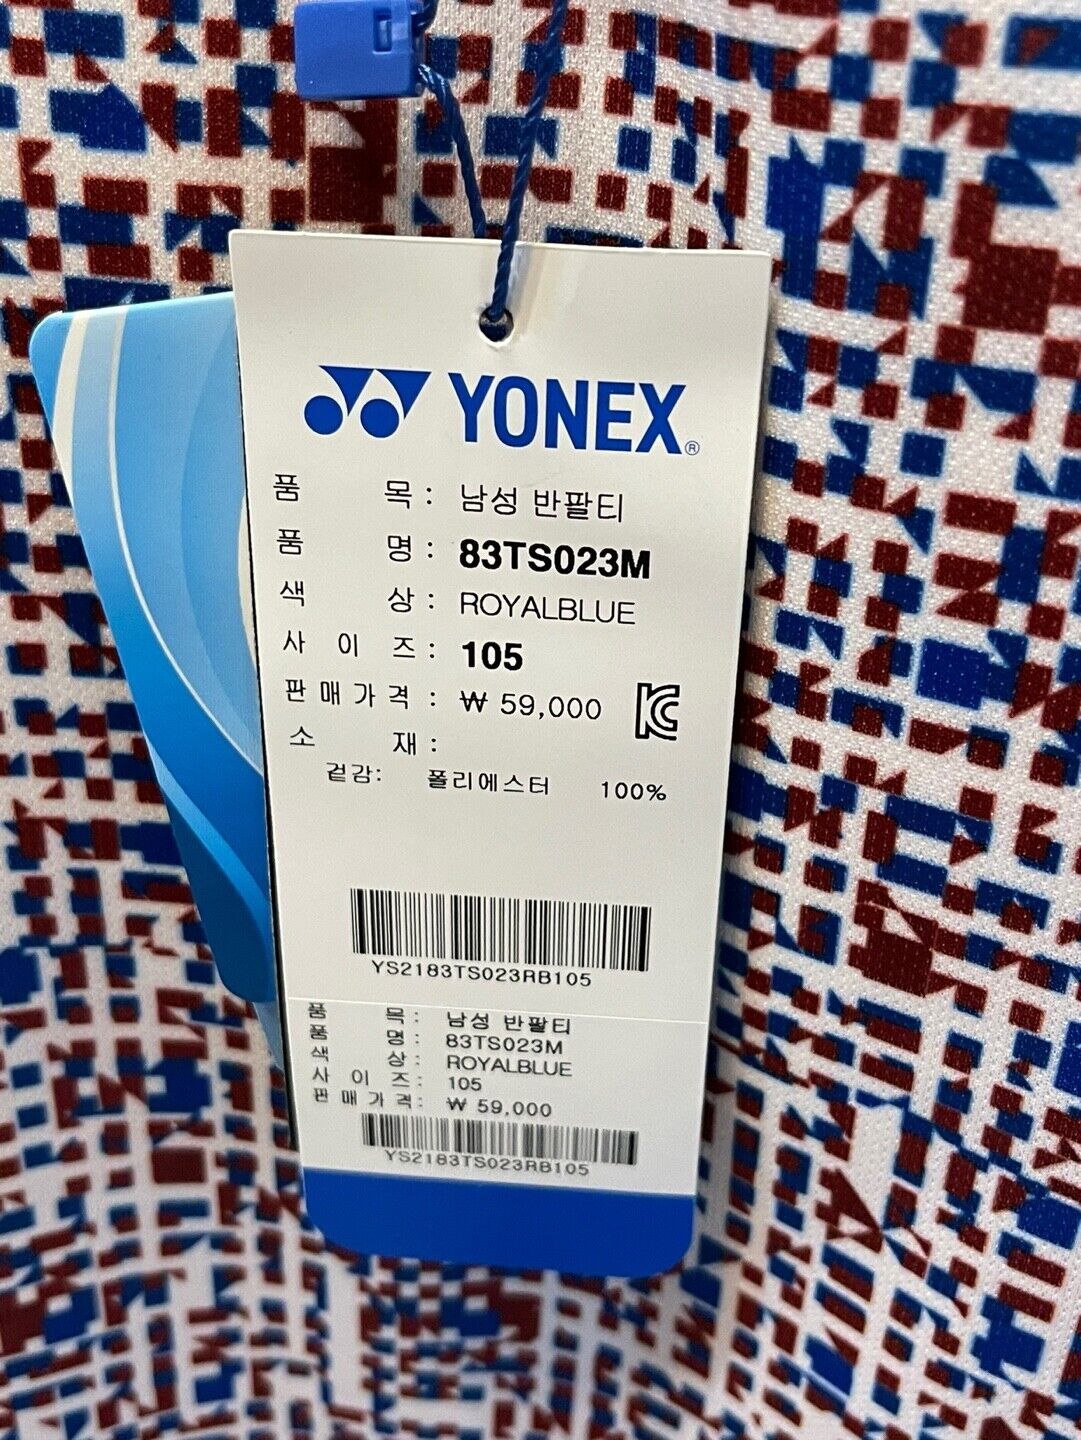 YONEX®
품 목 : 남성 반팔티
품 명 : 83TS023M
색 상 : ROYALBLUE
사 이 즈 : 105
판 매 가 격 : ₩ 59,000
소 재 :
겉감: 폴리에스터 100%
YS2183TS023RB105
품 목 : 남성 반팔티
품 명 : 83TS023M
색 상 : ROYALBLUE
사 이 즈 : 105
판 매 가 격 : ₩ 59,000
YS2183TS023RB105